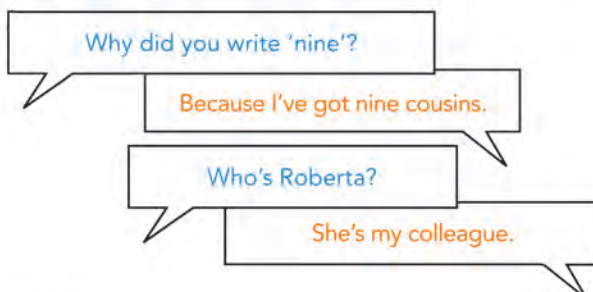 Why did you write ‘nine’?
Because I’ve got nine cousins.
Who’s Roberta?
She’s my colleague.